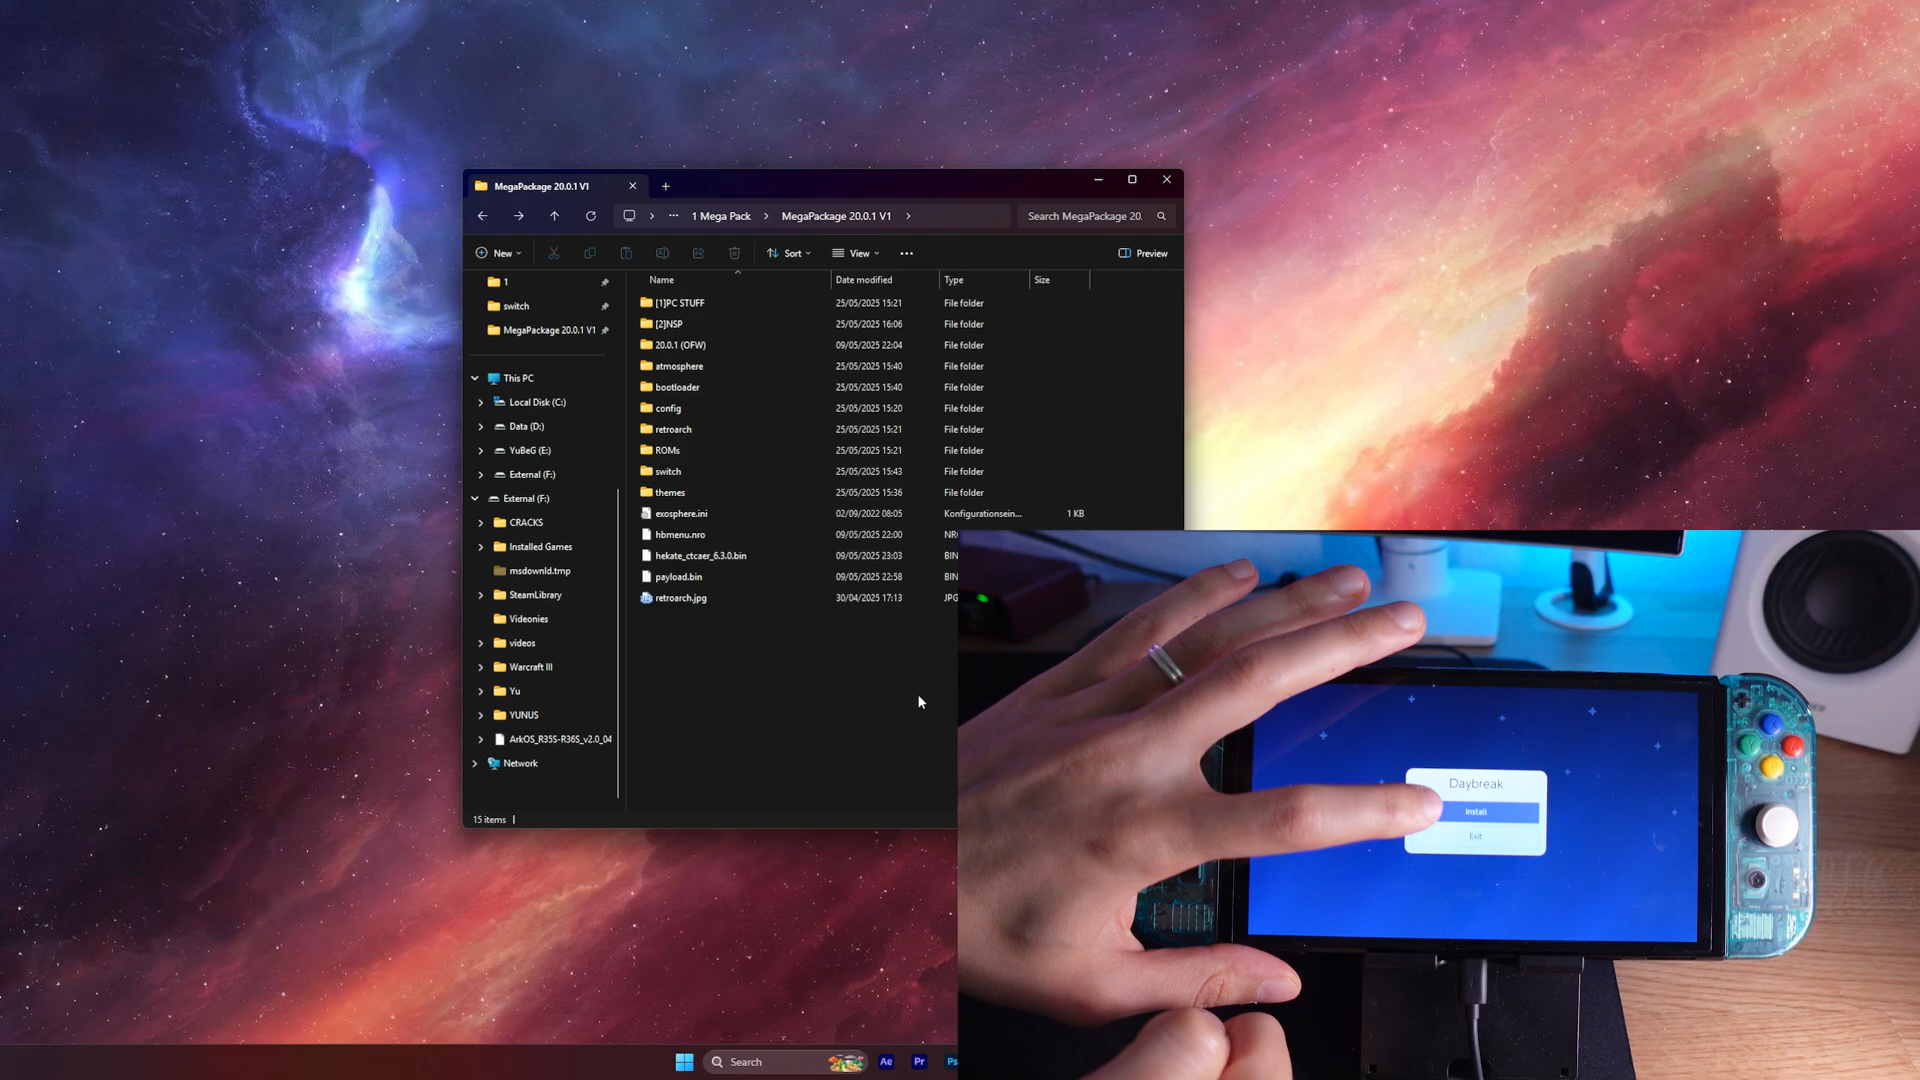 MegaPackage 20.0.1 V1
1 Mega Pack
MegaPackage 20.0.1 V1
Search MegaPackage 20.
New
Sort
View
Preview
Name
Date modified
Type
Size
1
switch
MegaPackage 20.0.1 V1
This PC
Local Disk (C:)
Data (D:)
YuBeG (E:)
External (F:)
External (F:)
CRACKS
Installed Games
msdownld.tmp
SteamLibrary
Videonies
videos
Warcraft III
Yu
YUNUS
ArkOS_R35S-R36S_v2.0_04
Network
[1]PC STUFF 25/05/2025 15:21 File folder
[2]NSP 25/05/2025 16:06 File folder
20.0.1 (OFW) 09/05/2025 22:04 File folder
atmosphere 25/05/2025 15:40 File folder
bootloader 25/05/2025 15:40 File folder
config 25/05/2025 15:20 File folder
retroarch 25/05/2025 15:21 File folder
ROMs 25/05/2025 15:21 File folder
switch 25/05/2025 15:43 File folder
themes 25/05/2025 15:36 File folder
exosphere.ini 02/09/2022 08:05 Konfigurationsein... 1 KB
hbmenu.nro 09/05/2025 22:00
hekate_ctcaer_6.3.0.bin 09/05/2025 23:03 BIN
payload.bin 09/05/2025 22:58 BIN
retroarch.jpg 30/04/2025 17:13 JPG
15 items
Daybreak
Install
Exit
Search
Ae
Pr
Ps